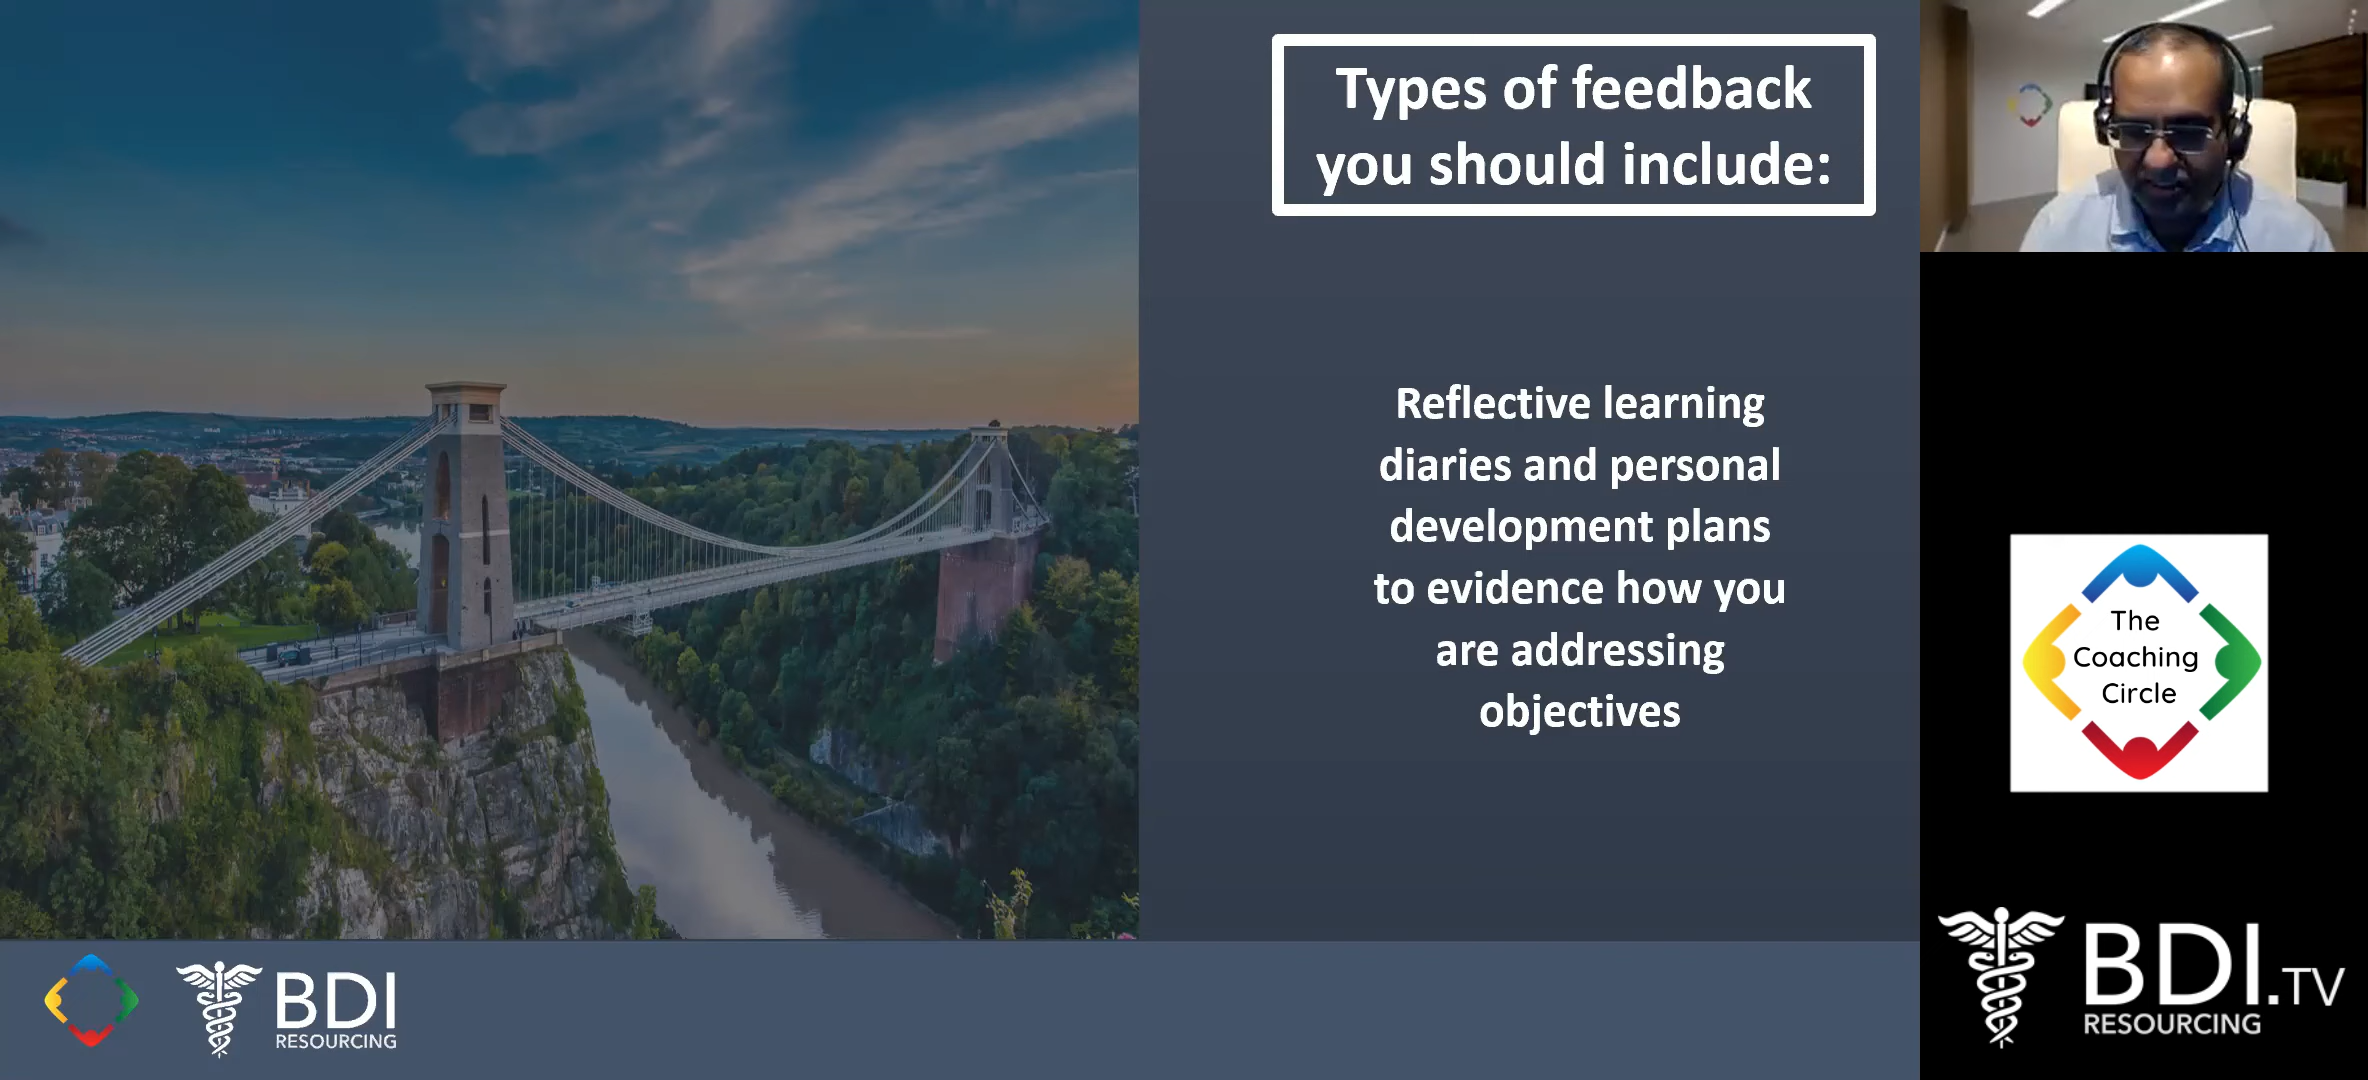 Types of feedback
you should include:
Reflective learning
diaries and personal
development plans
to evidence how you
are addressing
objectives
The
Coaching
Circle
BDI
RESOURCING
BDI.TV
RESOURCING